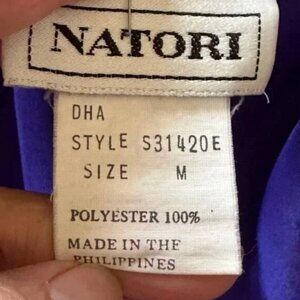 NATORI
DHA
STYLE S31420E
SIZE M
POLYESTER 100%
MADE IN THE
PHILIPPINES